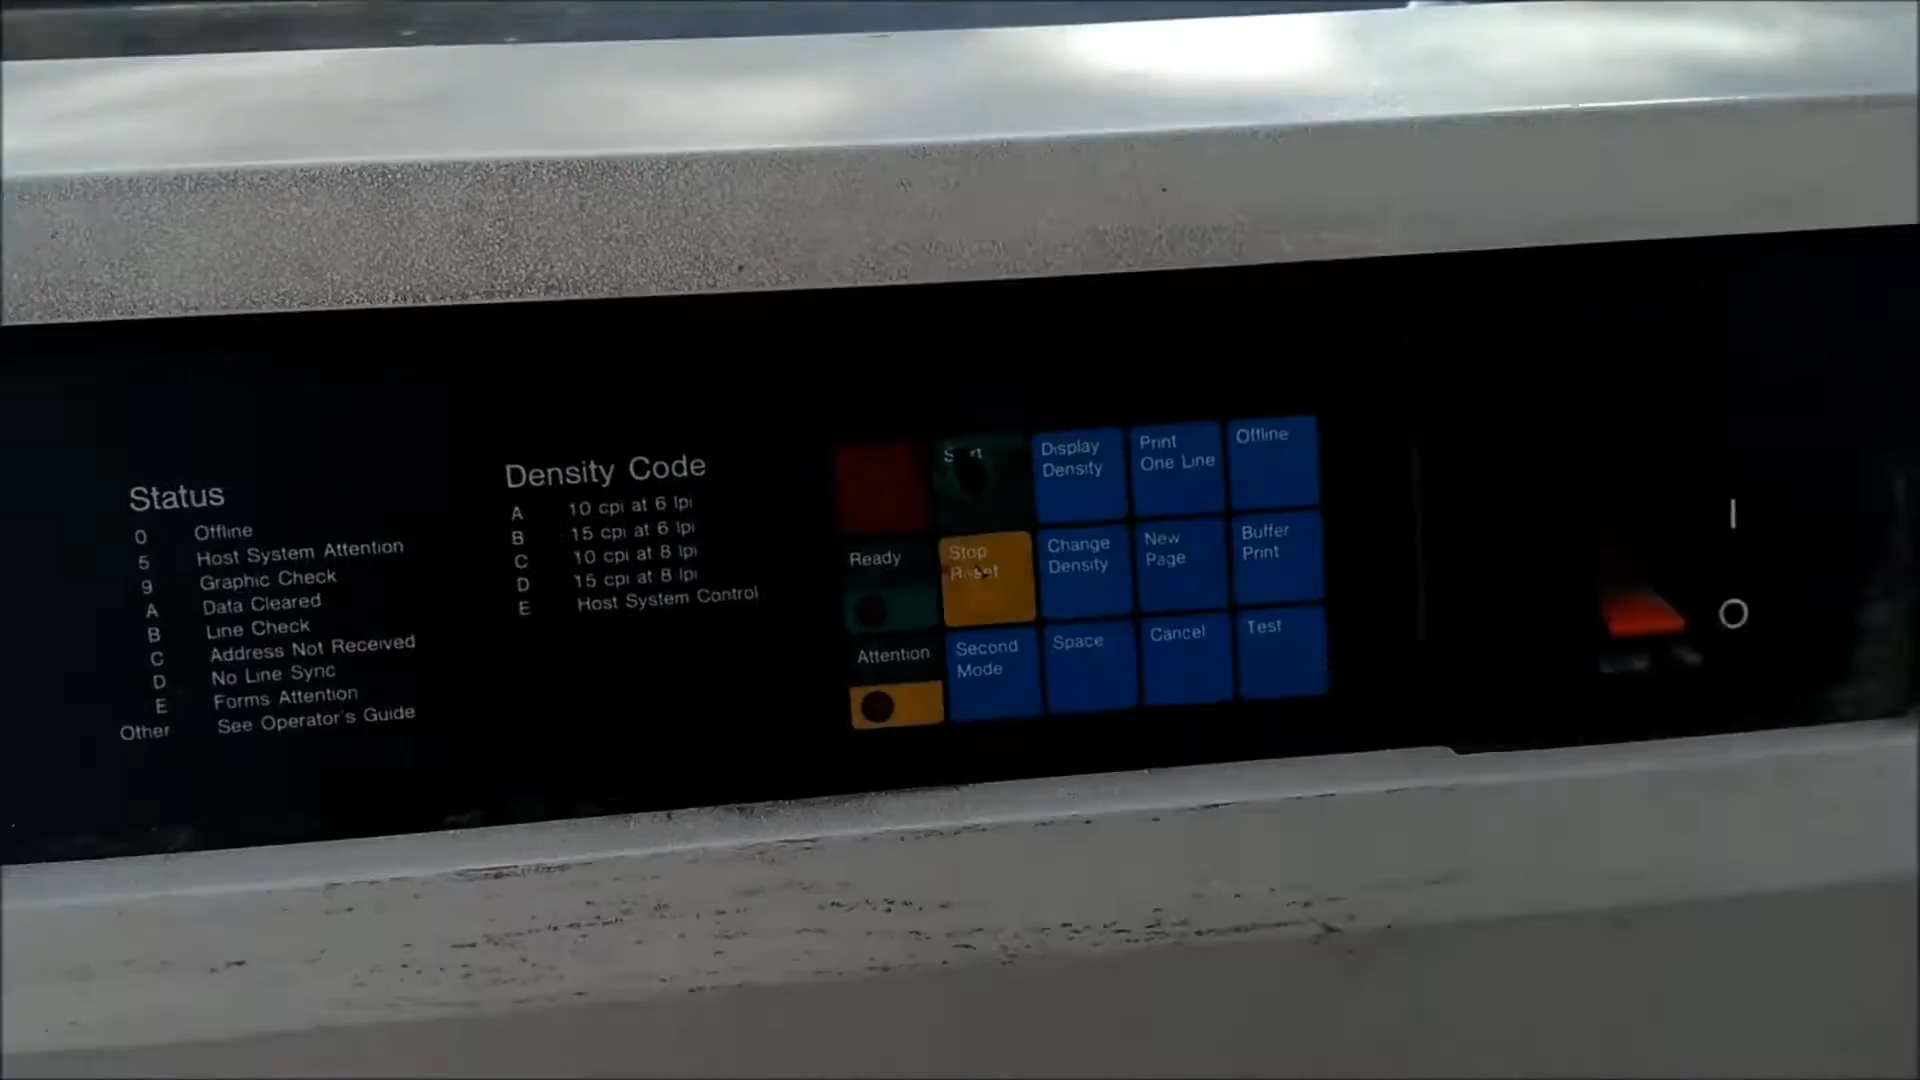 Status
0 Offline
5 Host System Attention
9 Graphic Check
A Data Cleared
B Line Check
C Address Not Received
D No Line Sync
E Forms Attention
Other See Operator's Guide
Density Code
A 10 cpi at 6 lpi
B 15 cpi at 6 lpi
C 10 cpi at 8 lpi
D 15 cpi at 8 lpi
E Host System Control
Ready
Attention
Start
Stop
Reset
Second
Mode
Display
Density
Change
Density
Space
Print
One Line
New
Page
Cancel
Offline
Buffer
Print
Test
I
O